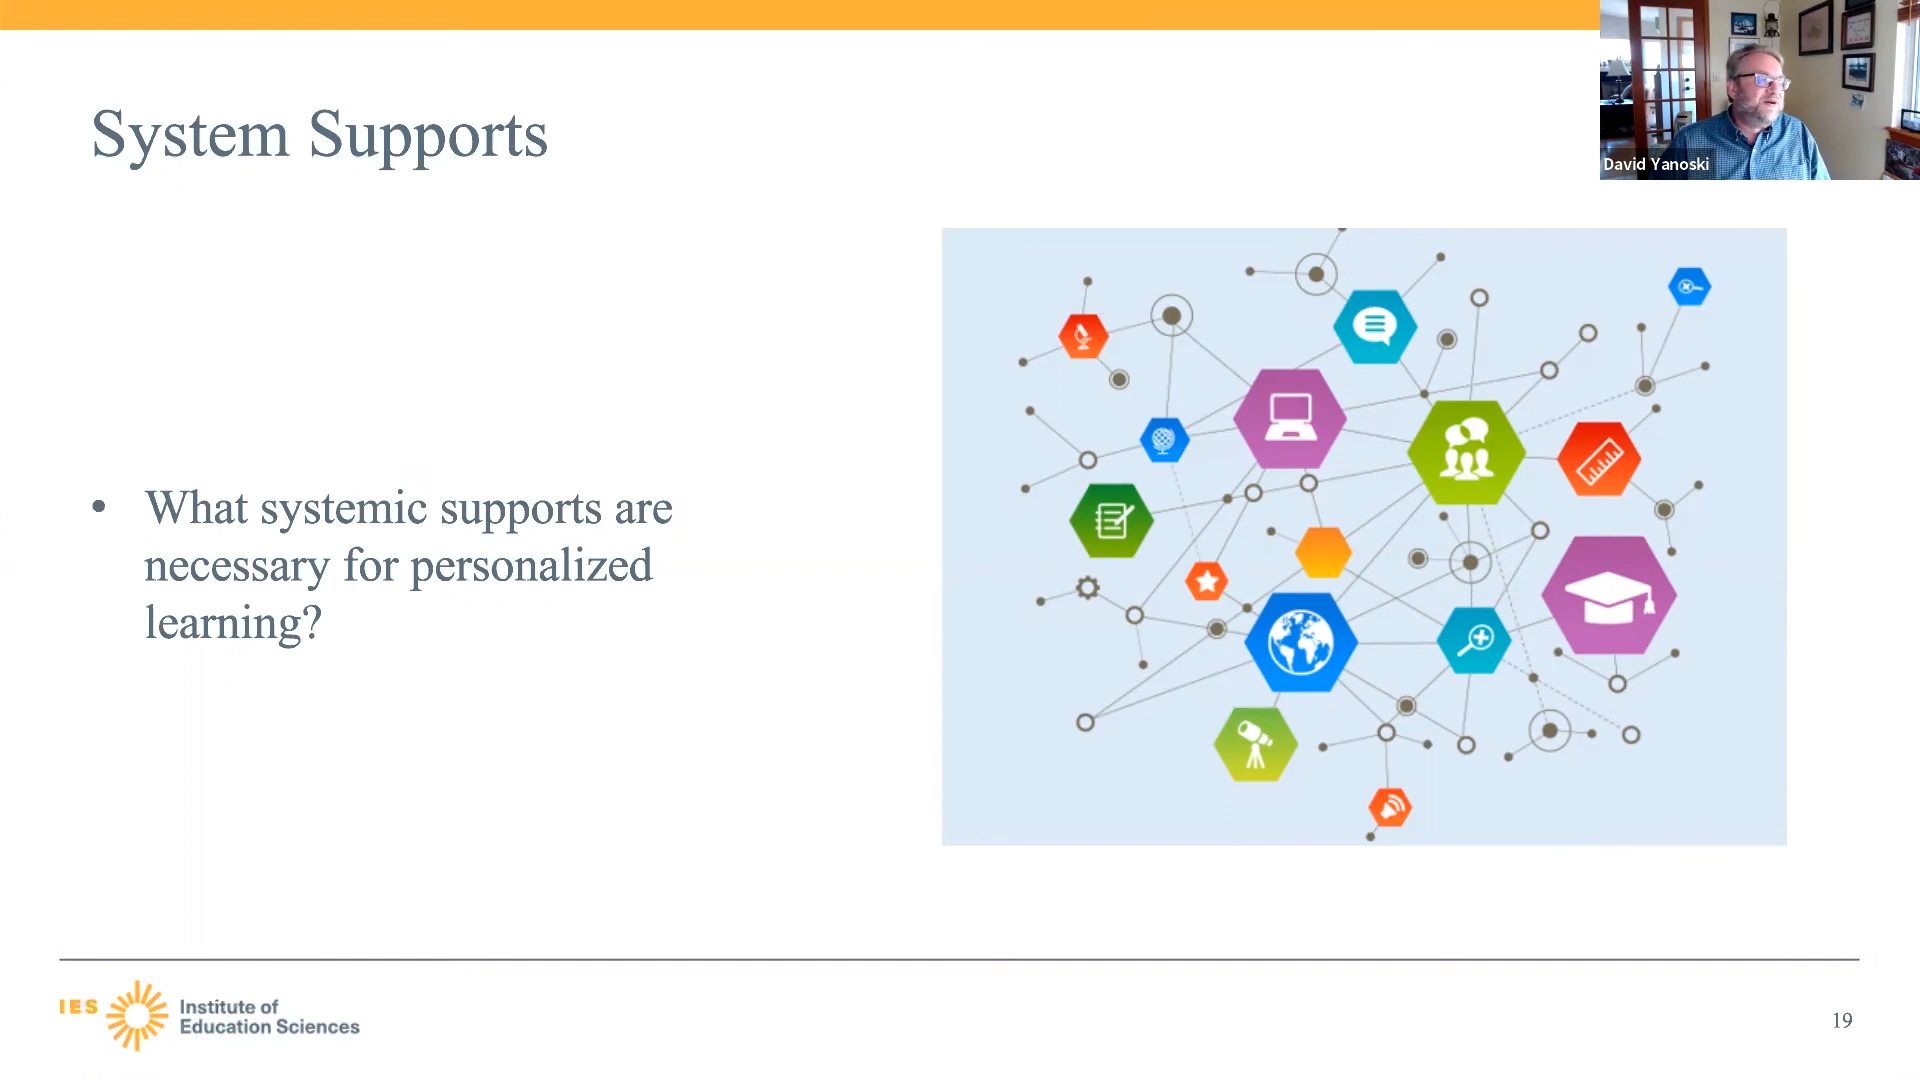 System Supports
David Yanoski
• What systemic supports are
necessary for personalized
learning?
IES
Institute of
Education Sciences
19